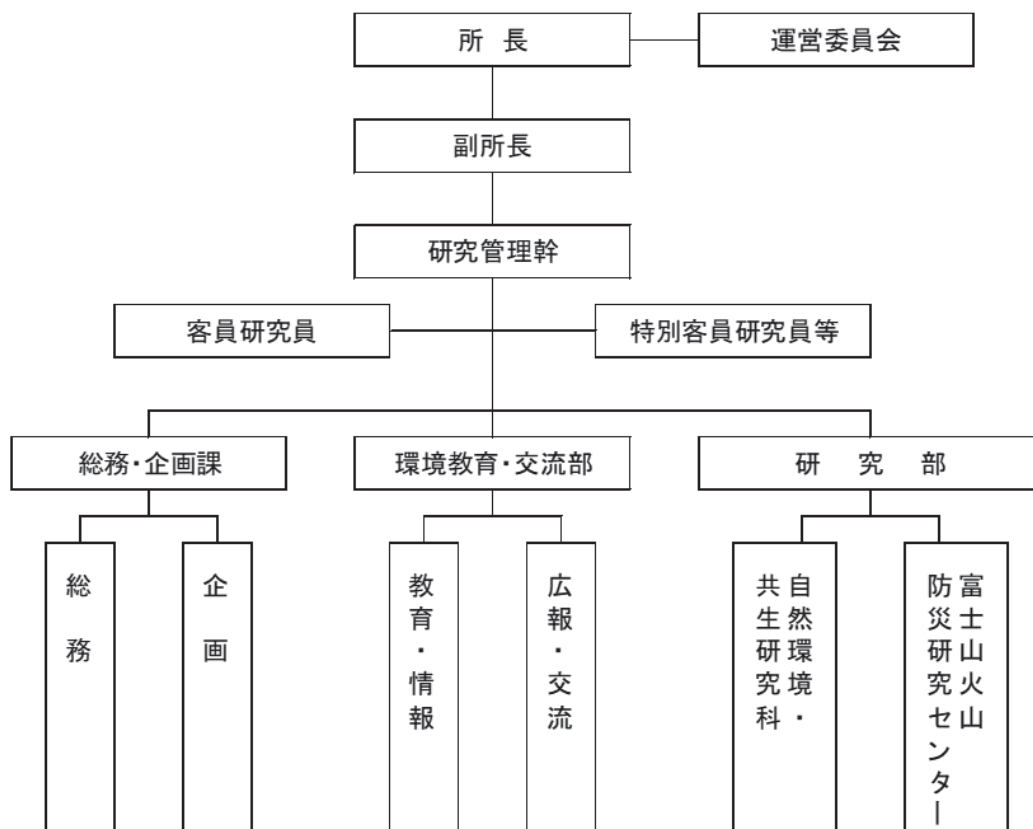 所 長
運営委員会
副所長
研究管理幹
客員研究員
特別客員研究員等
総務・企画課
環境教育・交流部
研 究 部
総 務
企 画
教育・情報
広報・交流
自然環境・
共生研究科
富士山火山
防災研究センター